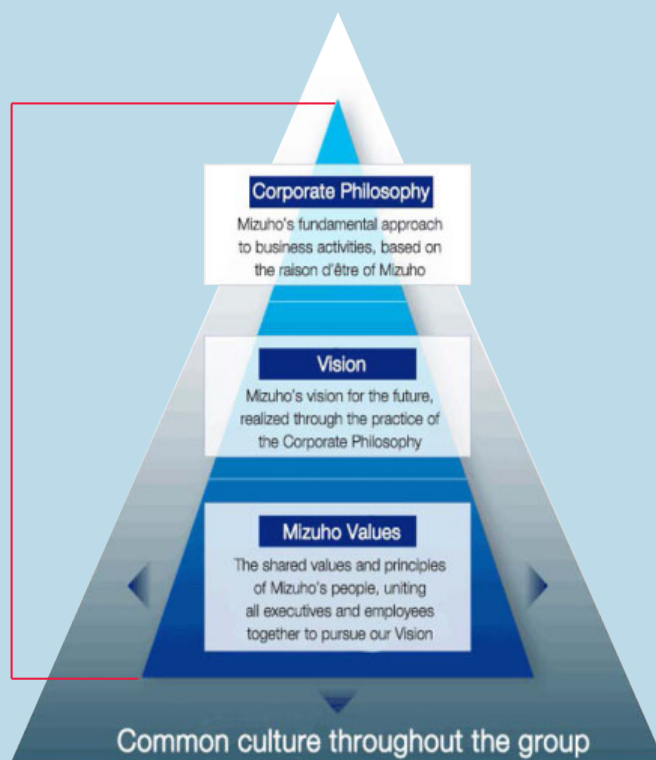 Corporate Philosophy
Mizuho's fundamental approach
to business activities, based on
the raison d'être of Mizuho
Vision
Mizuho's vision for the future,
realized through the practice of
the Corporate Philosophy
Mizuho Values
The shared values and principles
of Mizuho's people, uniting
all executives and employees
together to pursue our Vision
Common culture throughout the group